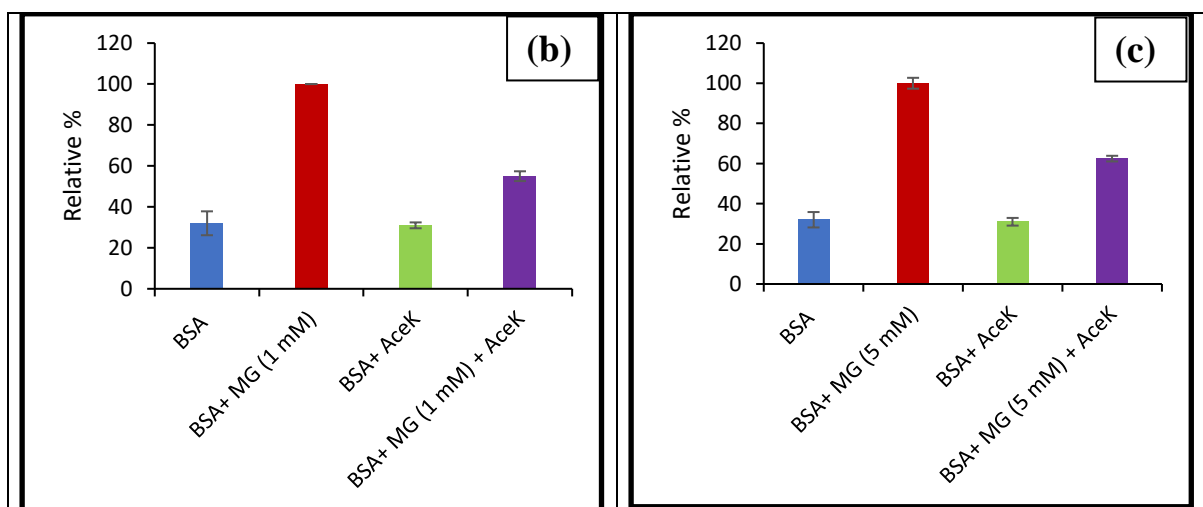 (b)
Relative %
120
100
80
60
40
20
0
BSA
BSA+ MG (1 mM)
BSA+ AceK
BSA+ MG (1 mM) + AceK
(c)
Relative %
120
100
80
60
40
20
0
BSA
BSA+ MG (5 mM)
BSA+ AceK
BSA+ MG (5 mM) + AceK